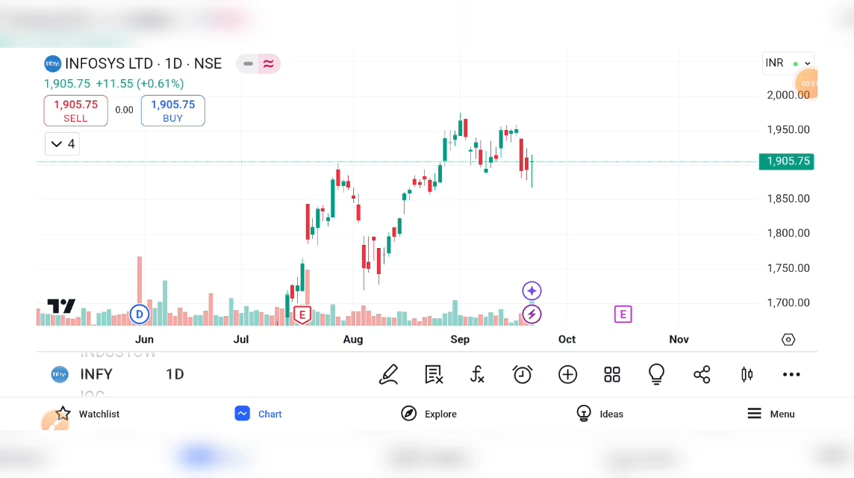 INFOSYS LTD · 1D · NSE
INR
1,905.75 +11.55 (+0.61%)
1,905.75
SELL
0.00
1,905.75
BUY
4
2,000.00
1,950.00
1,905.75
1,850.00
1,800.00
1,750.00
1,700.00
D
E
E
Jun
Jul
Aug
Sep
Oct
Nov
INFY
1D
Watchlist
Chart
Explore
Ideas
Menu